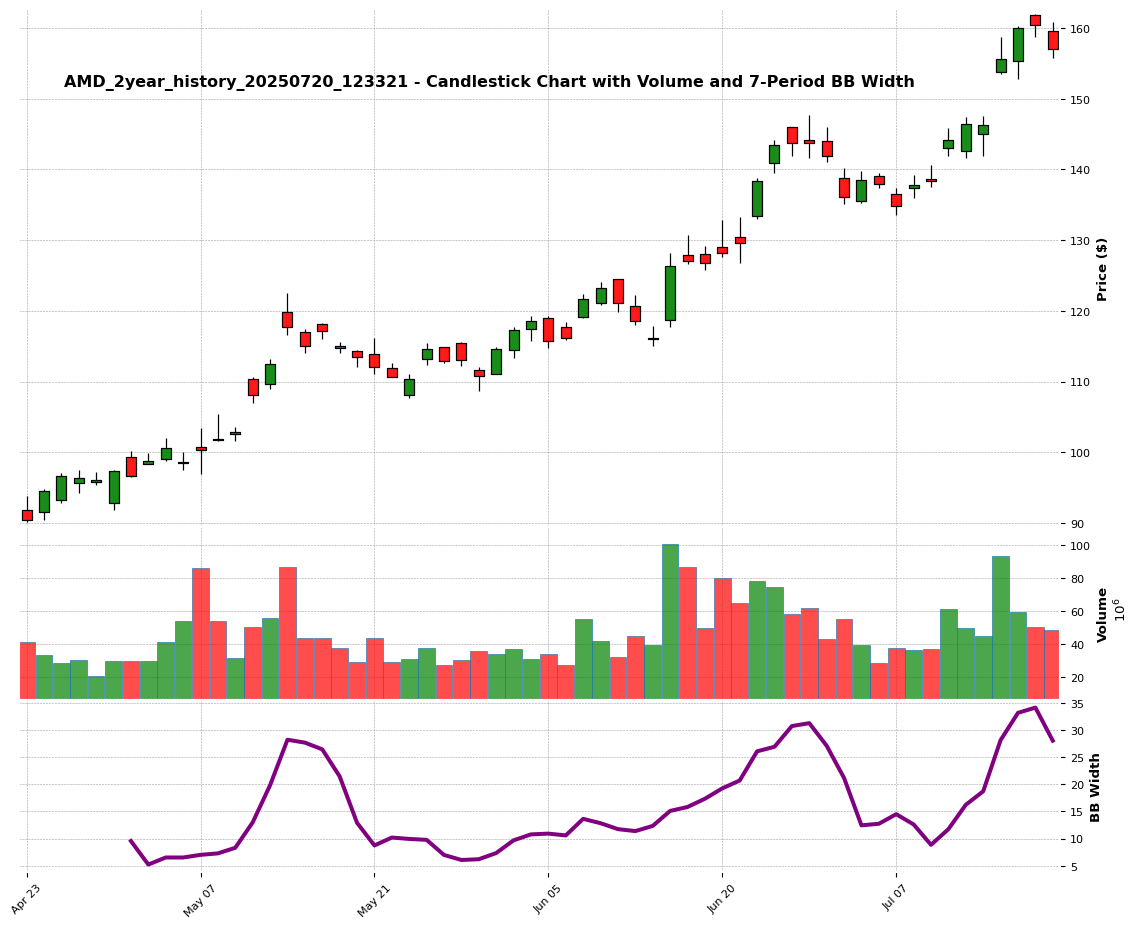 AMD_2year_history_20250720_123321 - Candlestick Chart with Volume and 7-Period BB Width
160
150
140
130
120
110
100
90
Price ($)
100
80
60
40
20
Volume
10^6
35
30
25
20
15
10
5
BB Width
Apr 23
May 07
May 21
Jun 05
Jun 20
Jul 07